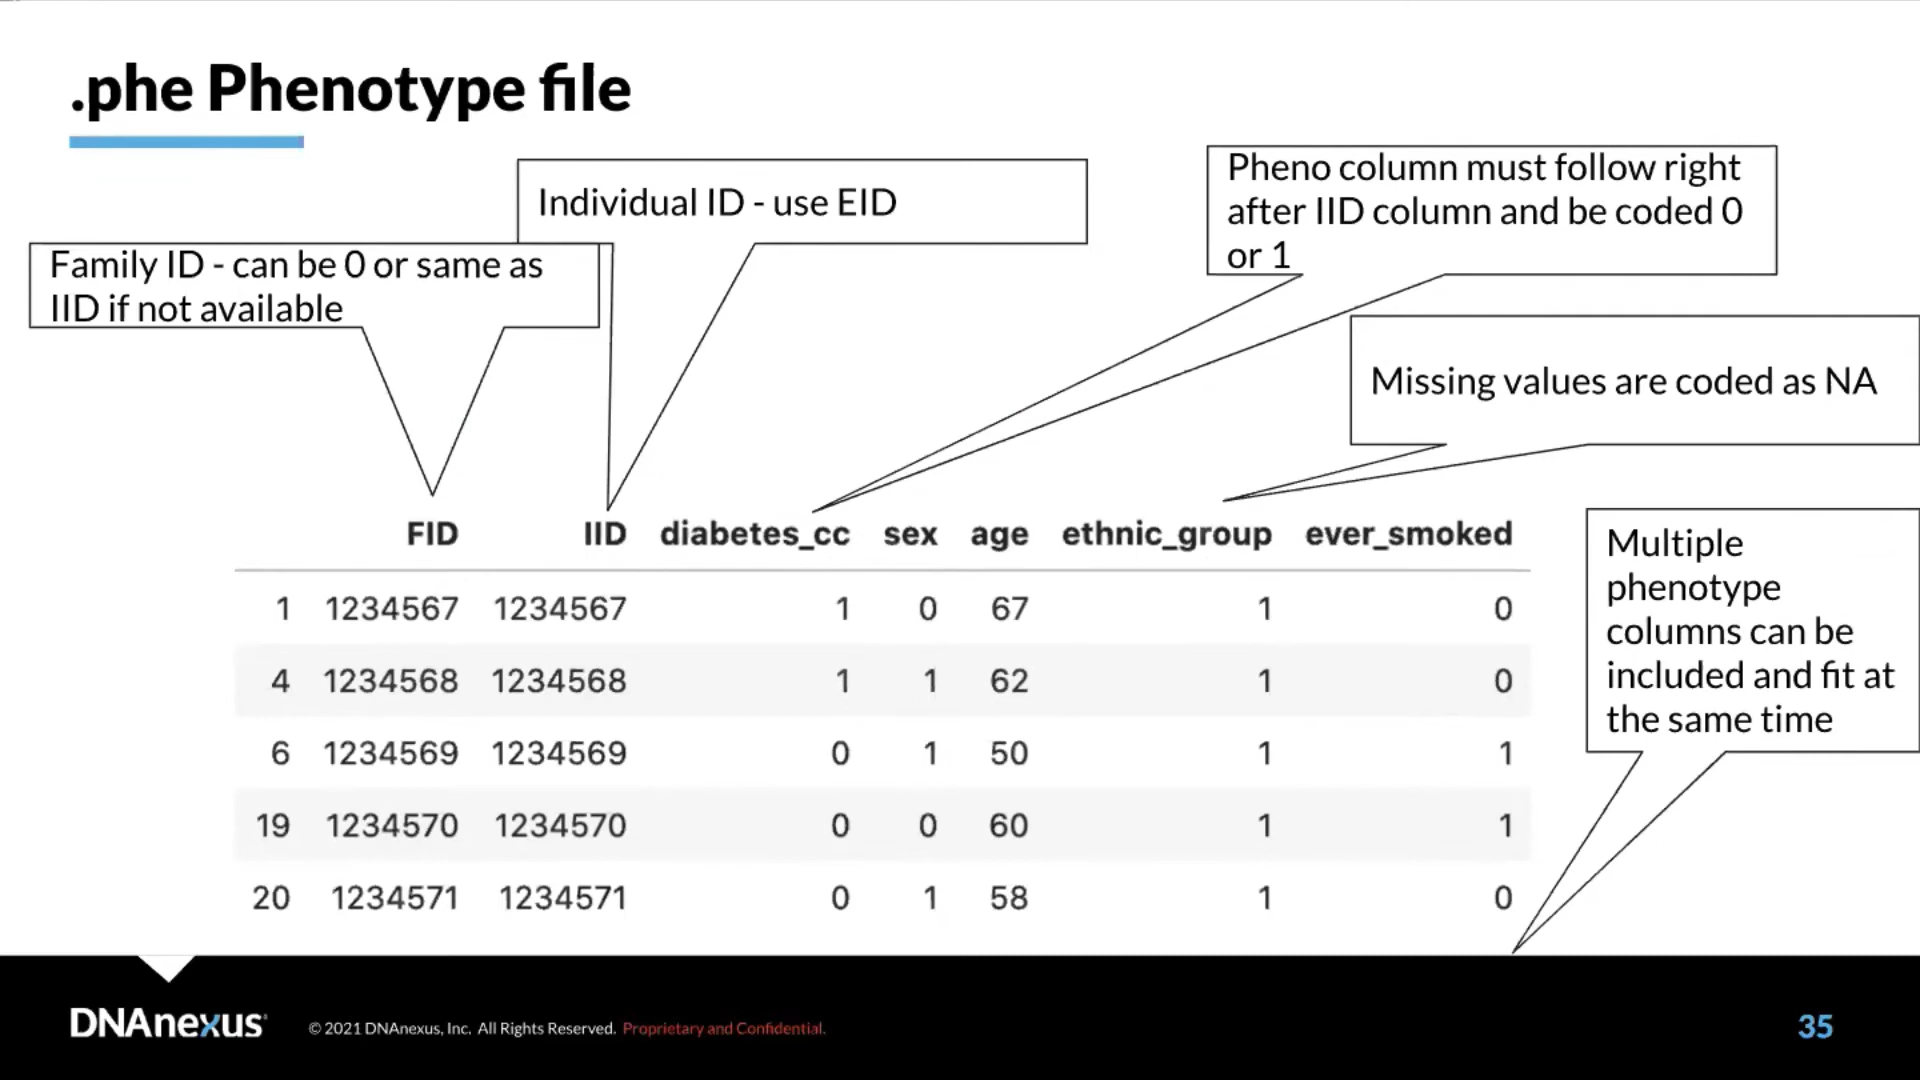 .phe Phenotype file
Individual ID - use EID
Pheno column must follow right
after IID column and be coded 0
or 1
Family ID - can be 0 or same as
IID if not available
Missing values are coded as NA
FID IID diabetes_cc sex age ethnic_group ever_smoked
1 1234567 1234567 1 0 67 1 0
4 1234568 1234568 1 1 62 1 0
6 1234569 1234569 0 1 50 1 1
19 1234570 1234570 0 0 60 1 1
20 1234571 1234571 0 1 58 1 0
Multiple
phenotype
columns can be
included and fit at
the same time
DNAnexus
© 2021 DNAnexus, Inc. All Rights Reserved. Proprietary and Confidential.
35